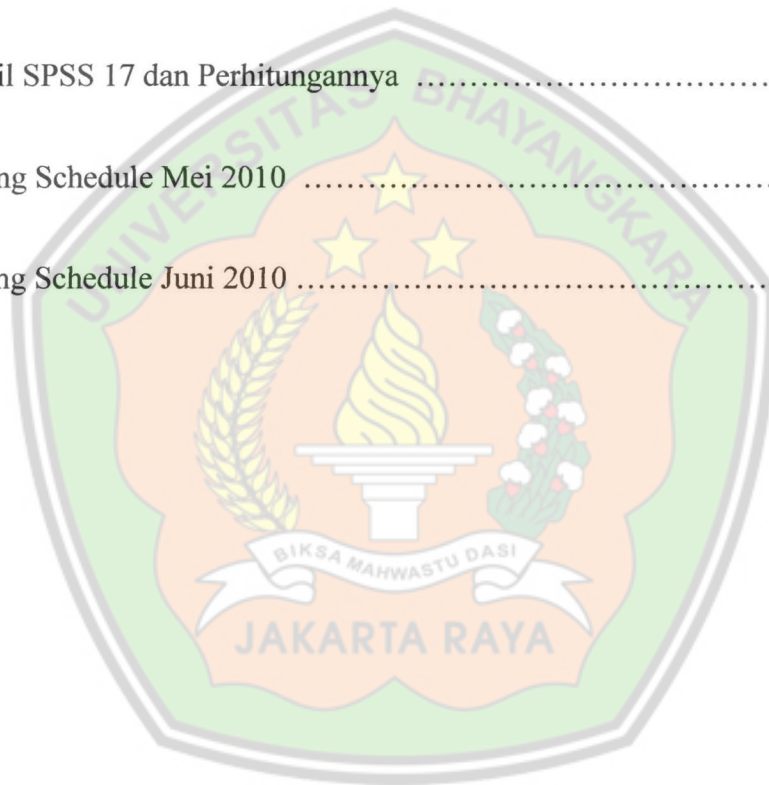 il SPSS 17 dan Perhitungannya ……………………………
ng Schedule Mei 2010 ……………………………………
ng Schedule Juni 2010 ……………………………………
UNIVERSITAS BHAYANGKARA
BIKSA MAHWASTU DASI
JAKARTA RAYA